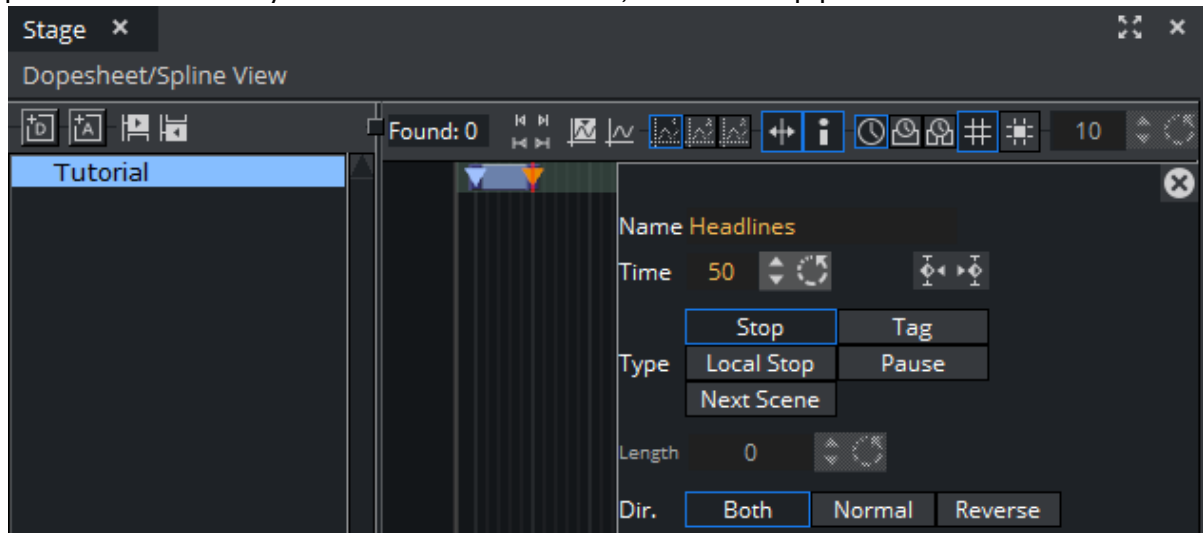 Stage
Dopesheet/Spline View
Found: 0
10
Tutorial
Name Headlines
Time 50
Stop Tag
Type Local Stop Pause
Next Scene
Length 0
Dir. Both Normal Reverse